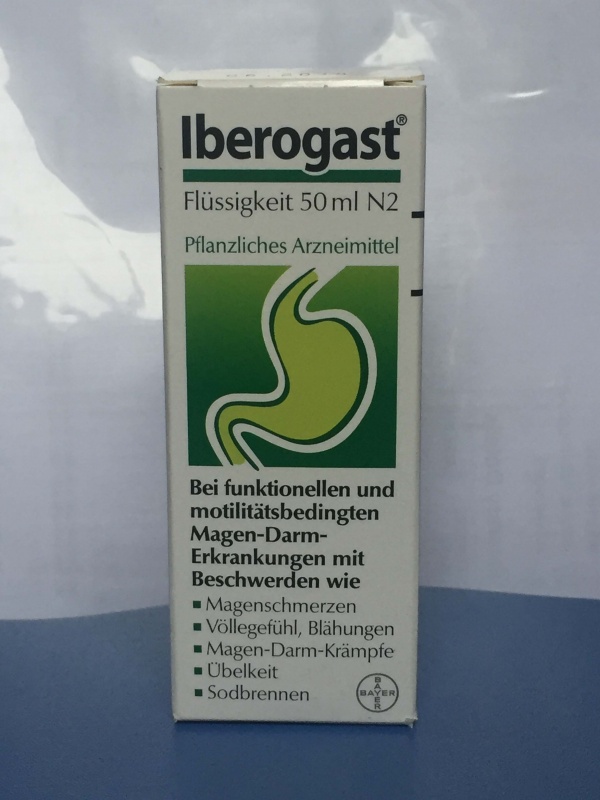 Iberogast®
Flüssigkeit 50 ml N2
Pflanzliches Arzneimittel
Bei funktionellen und
motilitätsbedingten
Magen-Darm-
Erkrankungen mit
Beschwerden wie
▪ Magenschmerzen
▪ Völlegefühl, Blähungen
▪ Magen-Darm-Krämpfe
▪ Übelkeit
▪ Sodbrennen
BAYER